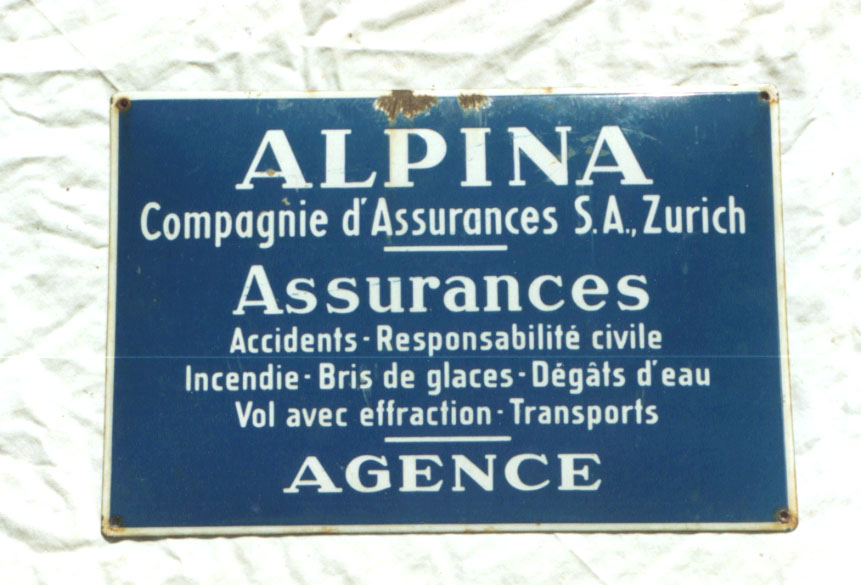 ALPINA
Compagnie d'Assurances S.A., Zurich
Assurances
Accidents - Responsabilité civile
Incendie - Bris de glaces - Dégâts d'eau
Vol avec effraction - Transports
AGENCE